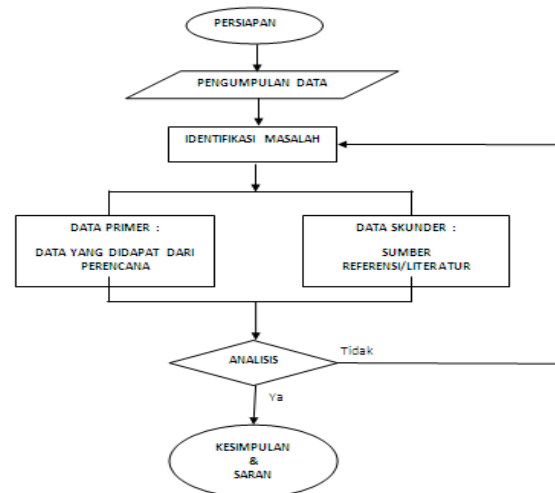 PERSIAPAN
PENGUMPULAN DATA
IDENTIFIKASI MASALAH
DATA PRIMER :
DATA YANG DIDAPAT DARI
PERENCANA
DATA SKUNDER :
SUMBER
REFERENSI/LITERATUR
ANALISIS
Tidak
Ya
KESIMPULAN
&
SARAN